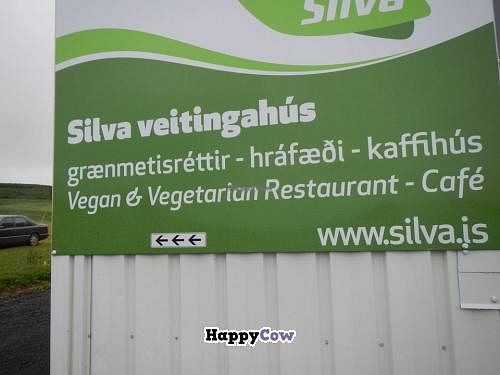 Silva
Silva veitingahús
grænmetisréttir - hráfæði - kaffihús
Vegan & Vegetarian Restaurant - Café
www.silva.is
HappyCow